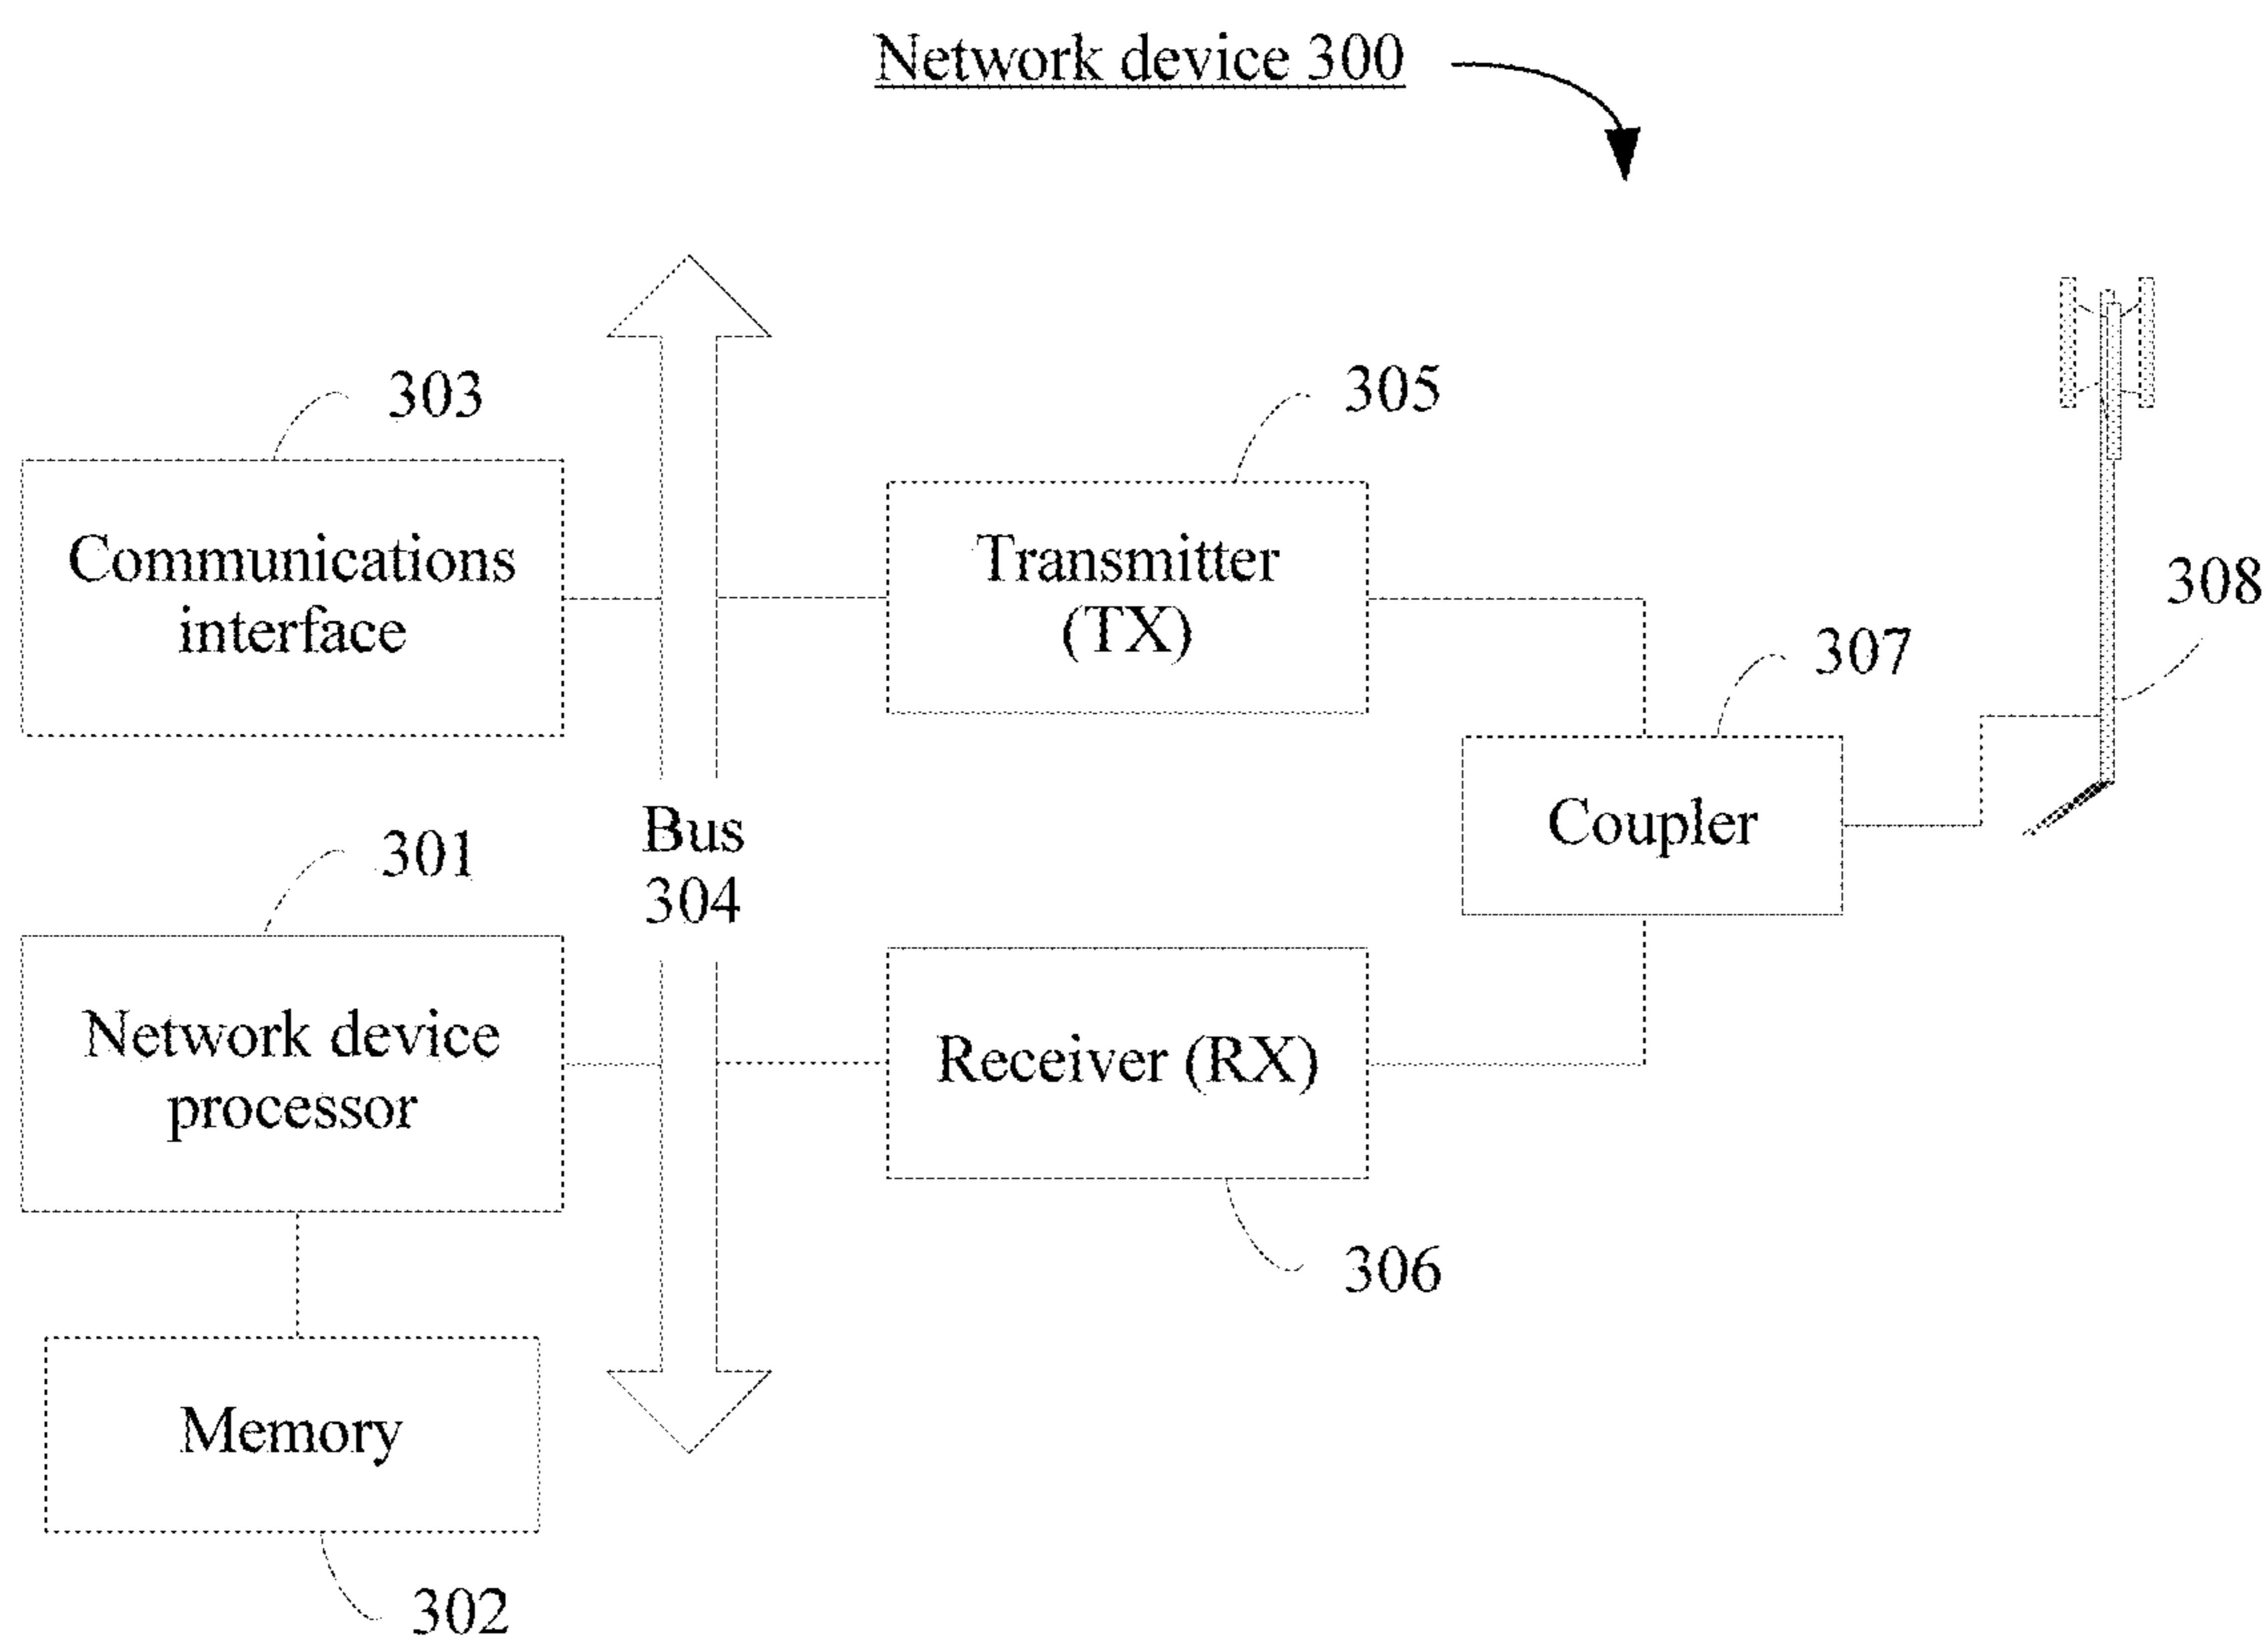 Network device 300
303
305
Communications
interface
Transmitter
(TX)
308
307
Bus
304
Coupler
301
Network device
processor
Receiver (RX)
306
Memory
302